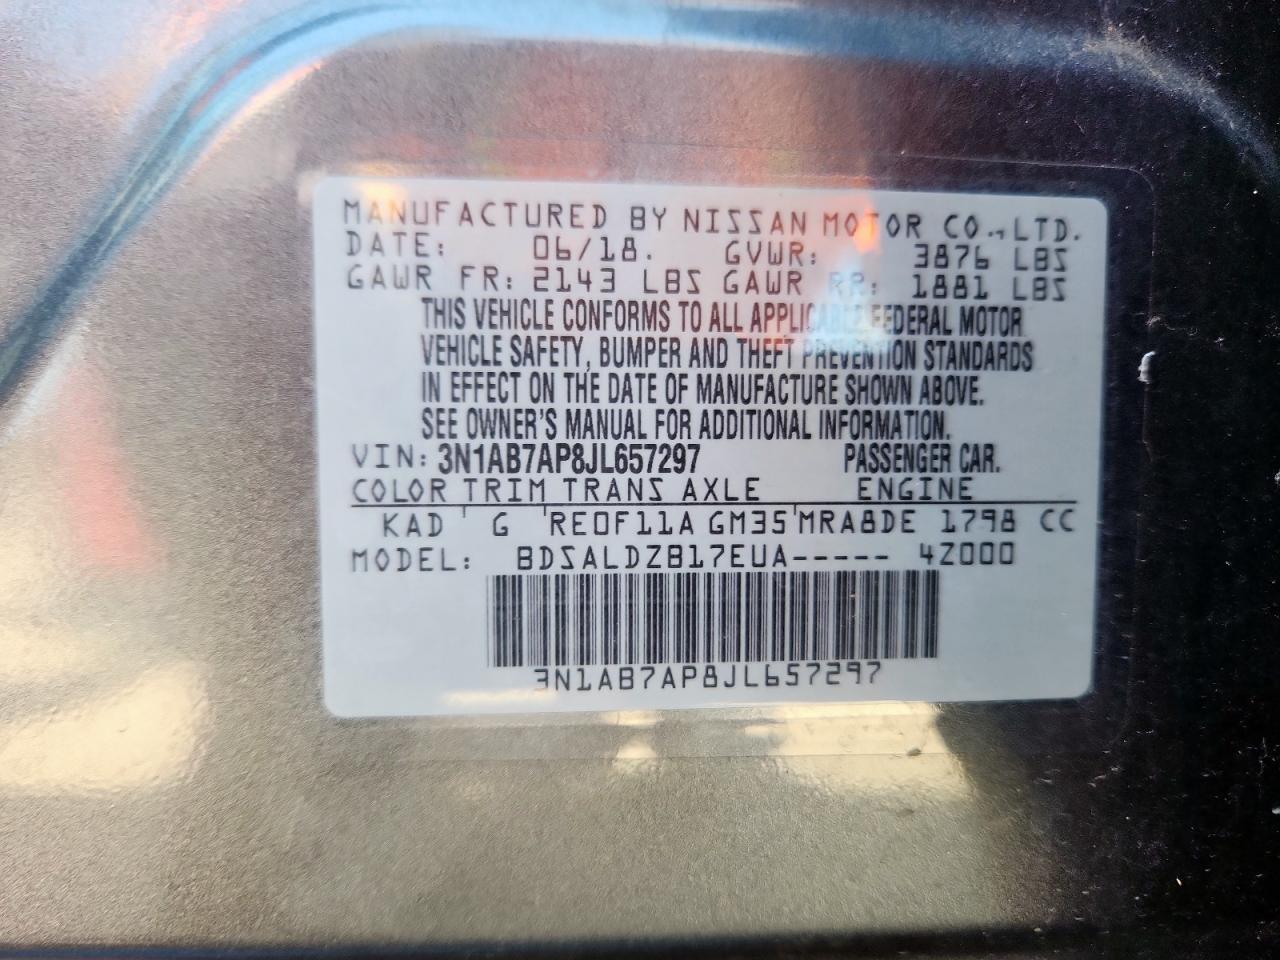 MANUFACTURED BY NISSAN MOTOR CO., LTD.
DATE: 06/18. GVWR: 3876 LBS
GAWR FR: 2143 LBS GAWR RR: 1881 LBS
THIS VEHICLE CONFORMS TO ALL APPLICABLE FEDERAL MOTOR
VEHICLE SAFETY, BUMPER AND THEFT PREVENTION STANDARDS
IN EFFECT ON THE DATE OF MANUFACTURE SHOWN ABOVE.
SEE OWNER'S MANUAL FOR ADDITIONAL INFORMATION.
VIN: 3N1AB7AP8JL657297 PASSENGER CAR.
COLOR TRIM TRANS AXLE ENGINE
KAD G RE0F11A GM35 MRA8DE 1798 CC
MODEL: BDSALDZB17EUA----- 4Z000
3N1AB7AP8JL657297